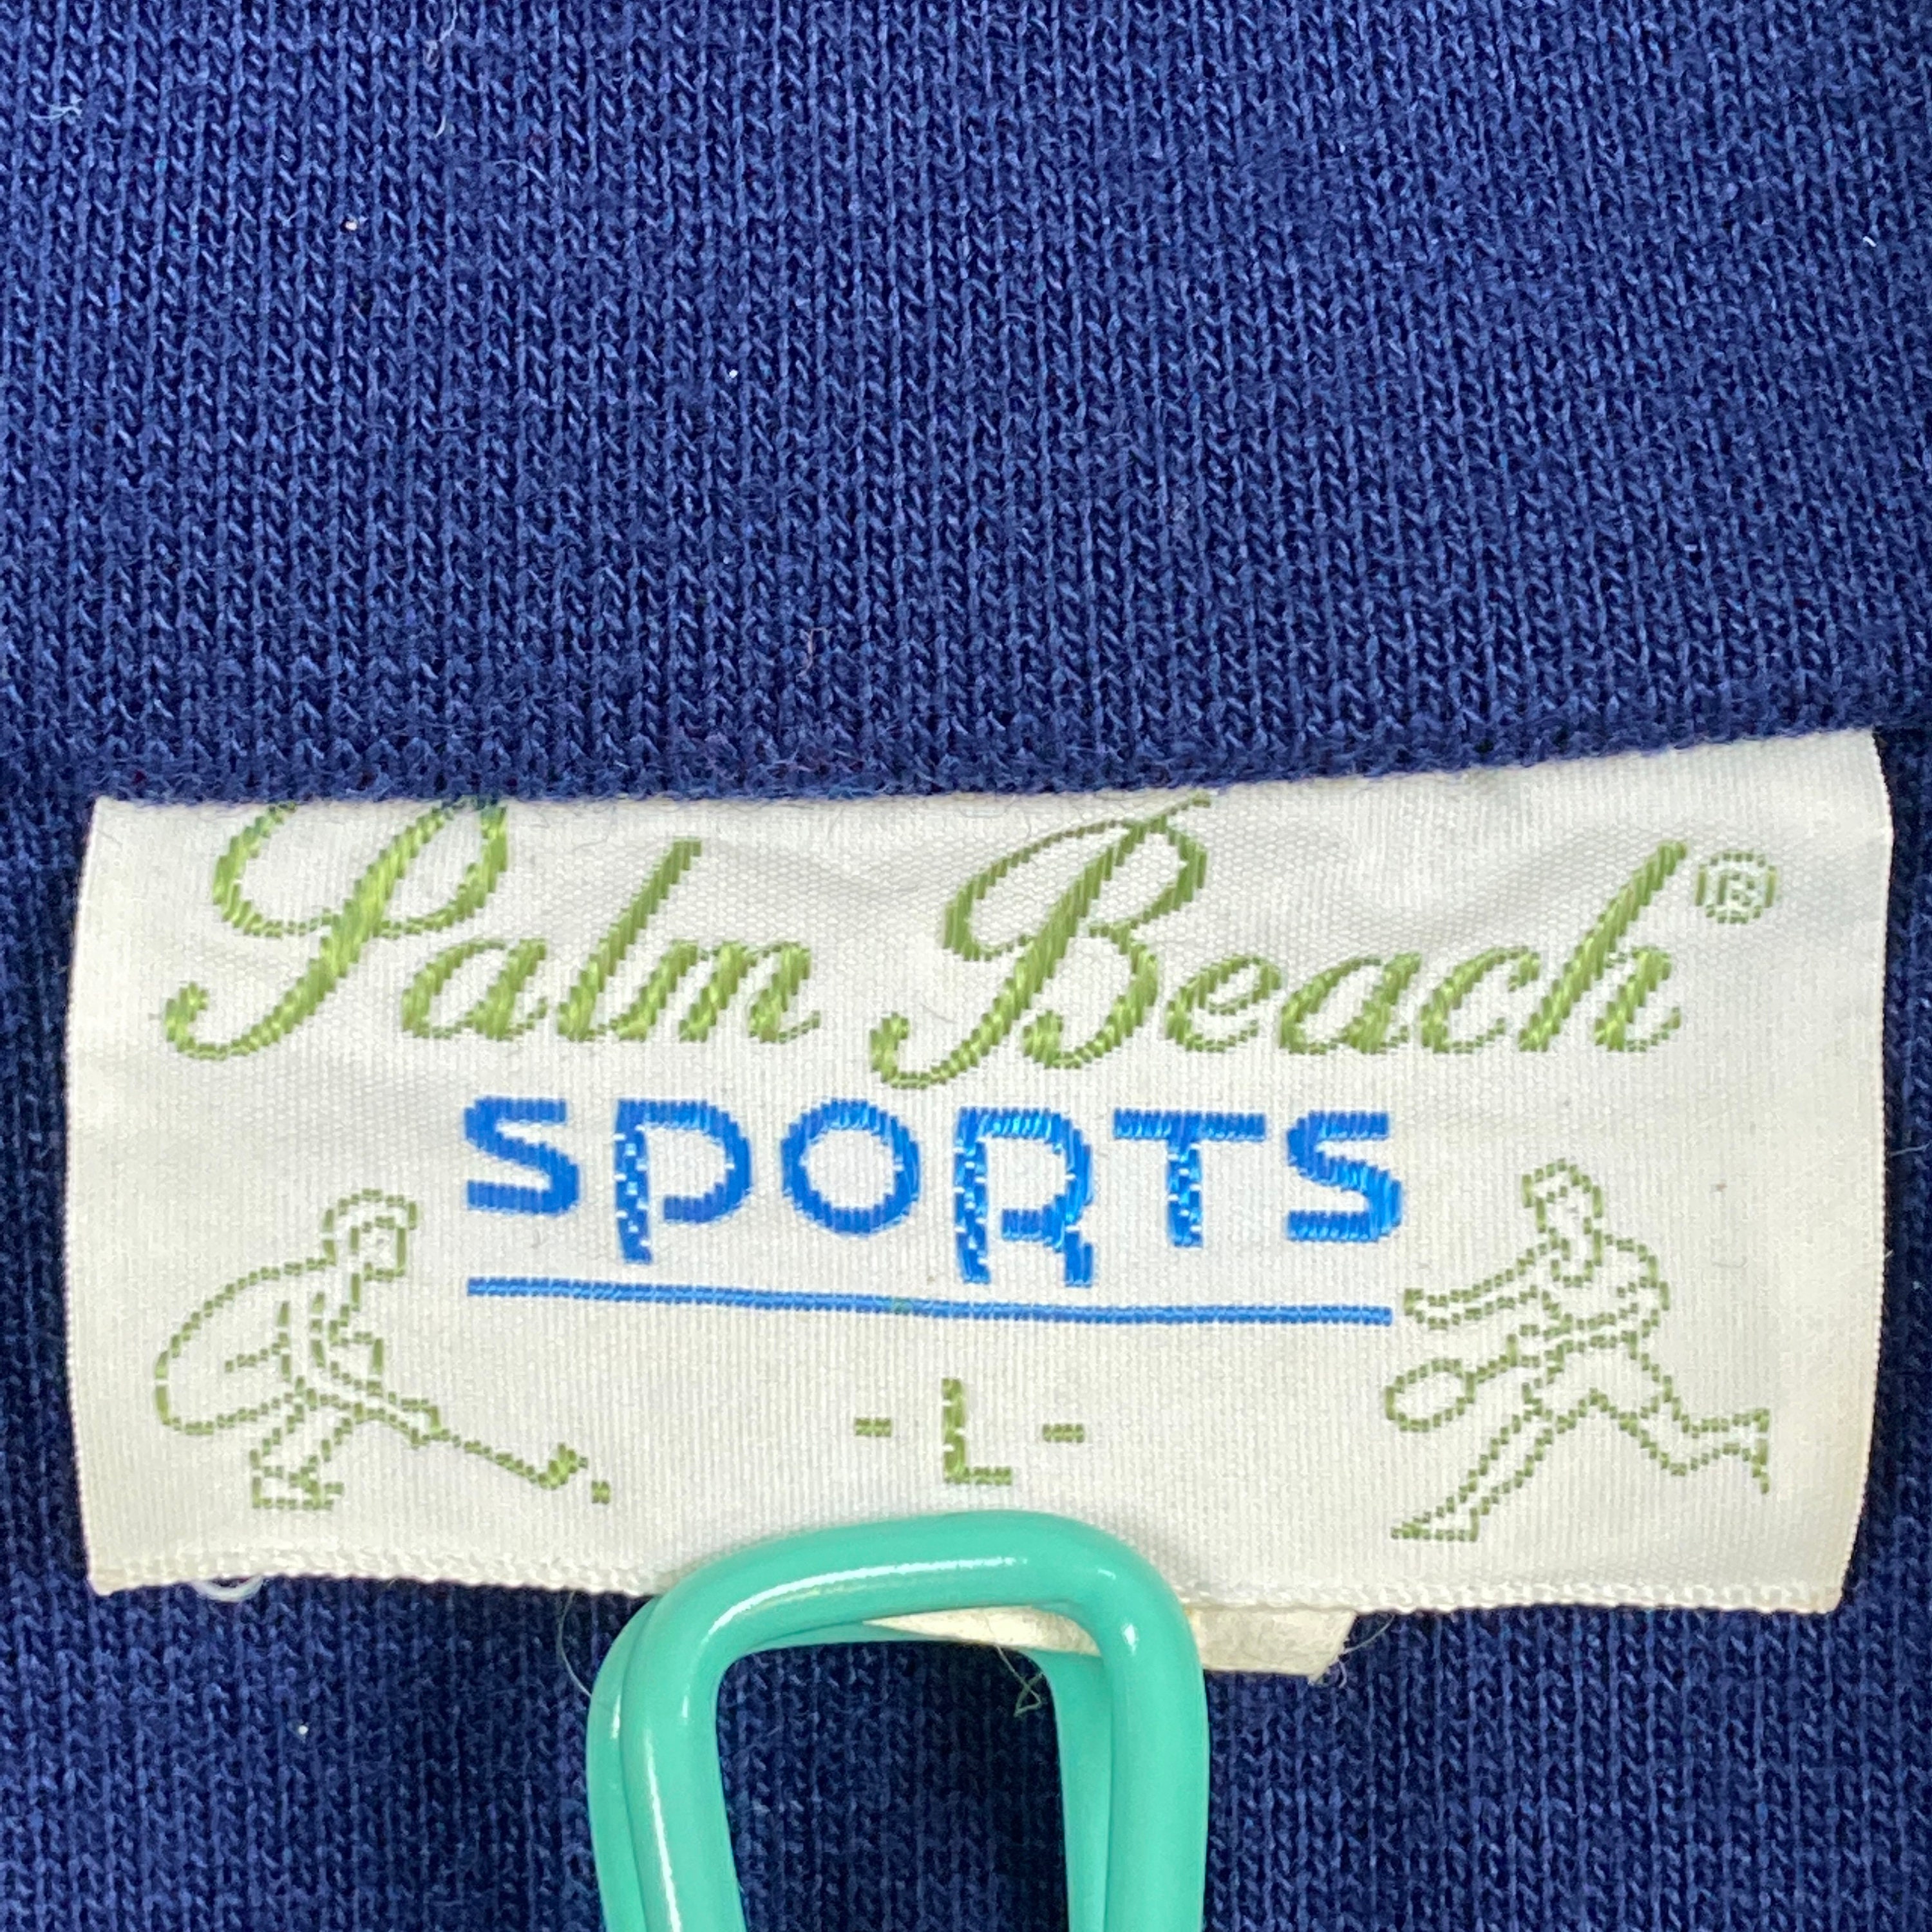 Palm Beach®
SPORTS
- L -